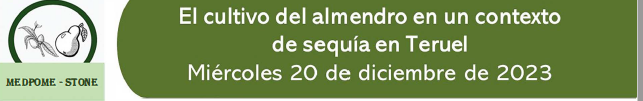 El cultivo del almendro en un contexto
de sequía en Teruel
Miércoles 20 de diciembre de 2023
MEDPOME - STONE